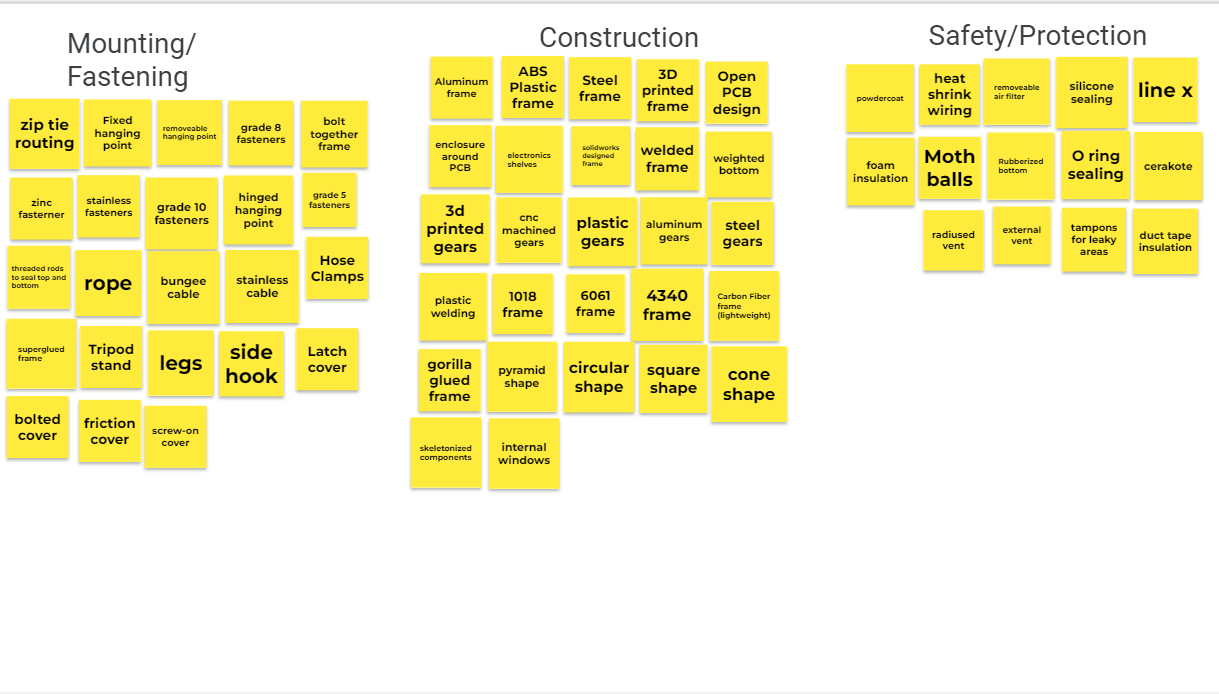 Mounting/
Fastening
zip tie
routing
Fixed
hanging
point
removeable
hanging point
grade 8
fasteners
bolt
together
frame
zinc
fasterner
stainless
fasteners
grade 10
fasteners
hinged
hanging
point
grade 5
fasteners
threaded rods
to seal top and
bottom
rope
bungee
cable
stainless
cable
Hose
Clamps
superglued
frame
Tripod
stand
legs
side
hook
Latch
cover
bolted
cover
friction
cover
screw-on
cover
Construction
Aluminum
frame
ABS
Plastic
frame
Steel
frame
3D
printed
frame
Open
PCB
design
enclosure
around
PCB
electronics
shelves
solidworks
designed
frame
welded
frame
weighted
bottom
3d
printed
gears
cnc
machined
gears
plastic
gears
aluminum
gears
steel
gears
plastic
welding
1018
frame
6061
frame
4340
frame
Carbon Fiber
frame
(lightweight)
gorilla
glued
frame
pyramid
shape
circular
shape
square
shape
cone
shape
skeletonized
components
internal
windows
Safety/Protection
powdercoat
heat
shrink
wiring
removeable
air filter
silicone
sealing
line x
foam
insulation
Moth
balls
Rubberized
bottom
O ring
sealing
cerakote
radiused
vent
external
vent
tampons
for leaky
areas
duct tape
insulation